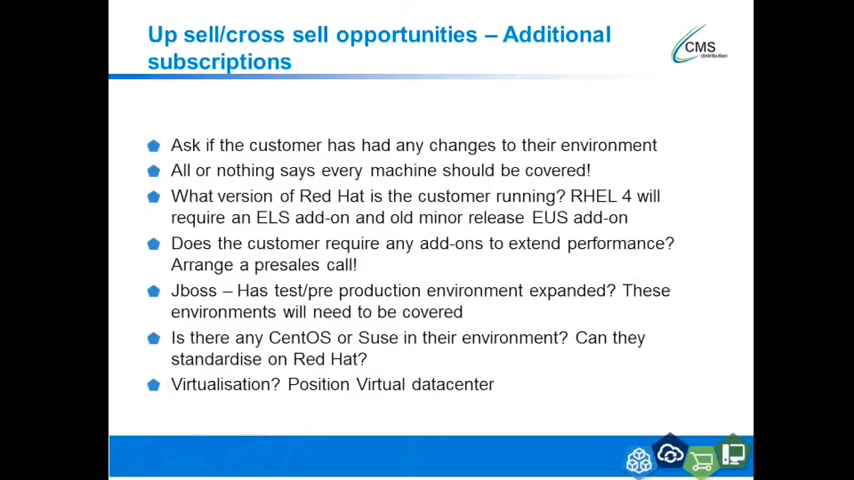 Up sell/cross sell opportunities – Additional
subscriptions
CMS
distribution
Ask if the customer has had any changes to their environment
All or nothing says every machine should be covered!
What version of Red Hat is the customer running? RHEL 4 will
require an ELS add-on and old minor release EUS add-on
Does the customer require any add-ons to extend performance?
Arrange a presales call!
Jboss – Has test/pre production environment expanded? These
environments will need to be covered
Is there any CentOS or Suse in their environment? Can they
standardise on Red Hat?
Virtualisation? Position Virtual datacenter